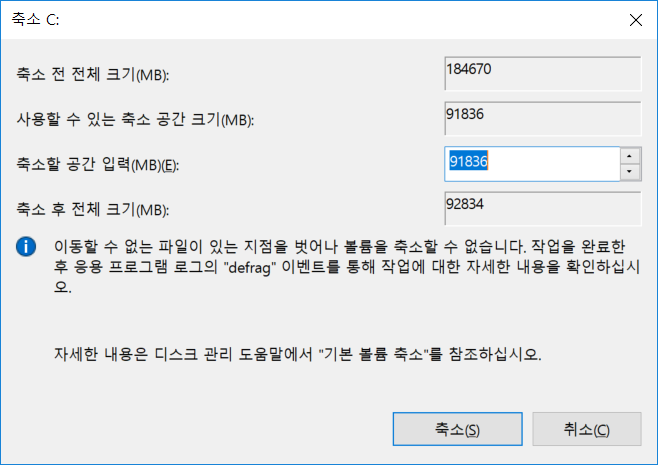 축소 C:
축소 전 전체 크기(MB): 184670
사용할 수 있는 축소 공간 크기(MB): 91836
축소할 공간 입력(MB)(E): 91836
축소 후 전체 크기(MB): 92834
이동할 수 없는 파일이 있는 지점을 벗어나 볼륨을 축소할 수 없습니다. 작업을 완료한
후 응용 프로그램 로그의 "defrag" 이벤트를 통해 작업에 대한 자세한 내용을 확인하십시
오.
자세한 내용은 디스크 관리 도움말에서 "기본 볼륨 축소"를 참조하십시오.
축소(S) 취소(C)